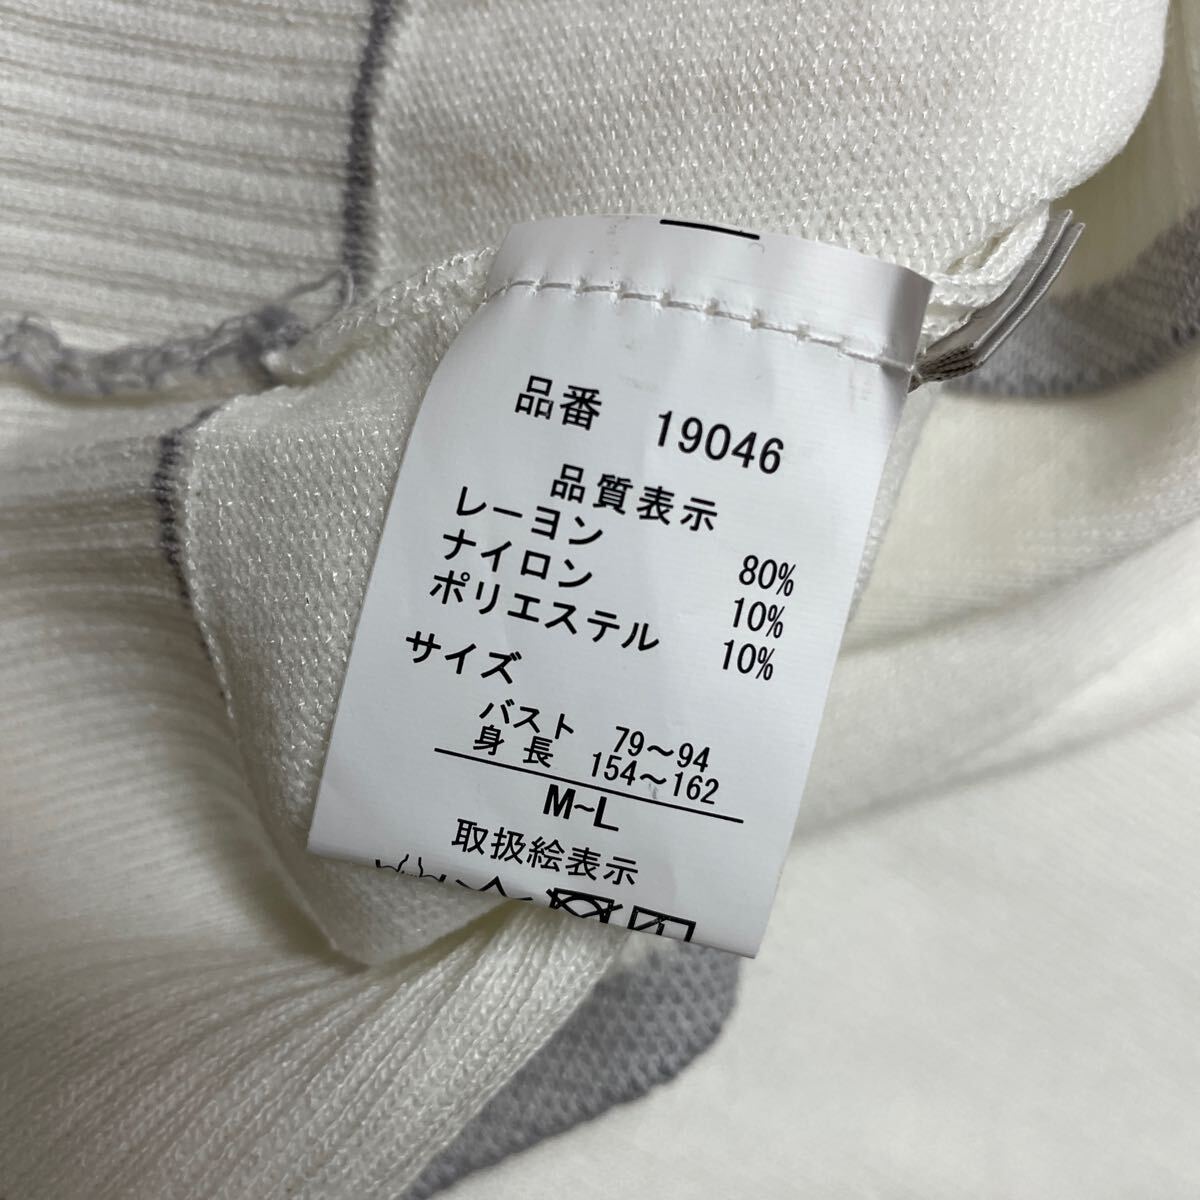 品番 19046
品質表示
レーヨン 80%
ナイロン 10%
ポリエステル 10%
サイズ
バスト 79～94
身長 154～162
M~L
取扱絵表示